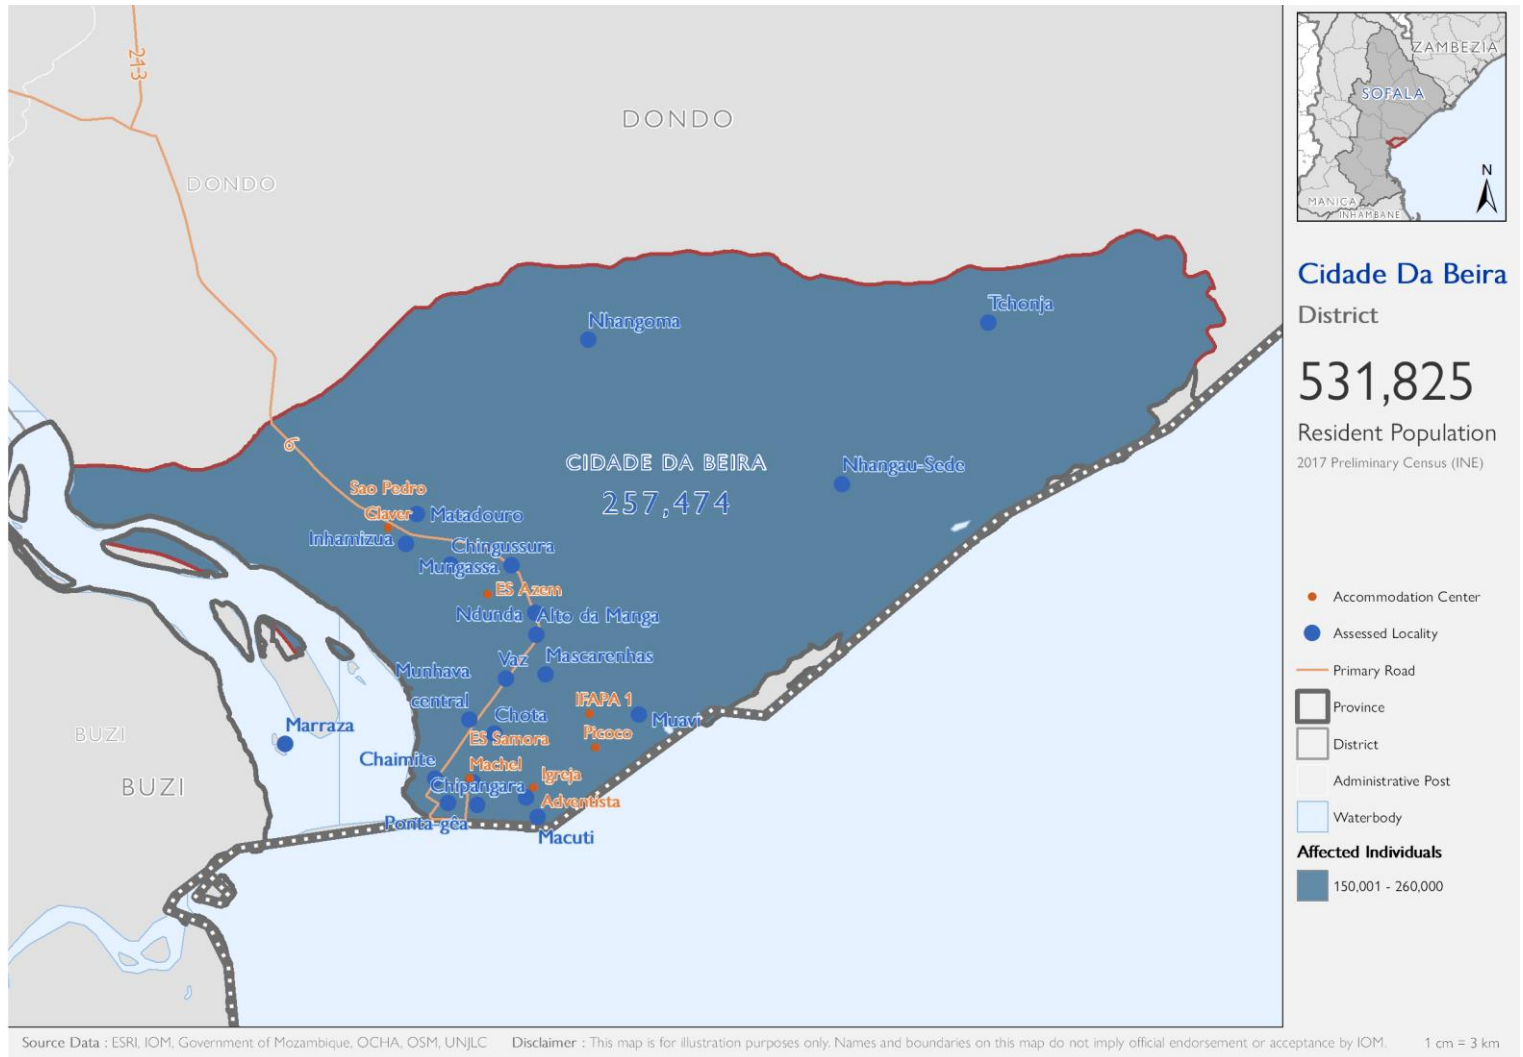 213
DONDO
DONDO
6
Nhangoma
Tchonja
CIDADE DA BEIRA
257,474
Nhangau-Sede
Sao Pedro
Claver
Matadouro
Inhamizua
Chingussura
Mungassa
ES Azem
Ndunda
Alto da Manga
Vaz
Mascarenhas
Munhava
central
IFAPA 1
Chota
Muavi
ES Samora
Machel
Picoco
Marraza
Chaimite
Igreja
Adventista
Chipangara
Ponta-gêa
Macuti
BUZI
BUZI
ZAMBEZIA
SOFALA
MANICA
INHAMBANE
N
Cidade Da Beira
District
531,825
Resident Population
2017 Preliminary Census (INE)
Accommodation Center
Assessed Locality
Primary Road
Province
District
Administrative Post
Waterbody
Affected Individuals
150,001 - 260,000
Source Data : ESRI, IOM, Government of Mozambique, OCHA, OSM, UNJLC
Disclaimer : This map is for illustration purposes only. Names and boundaries on this map do not imply official endorsement or acceptance by IOM.
1 cm = 3 km